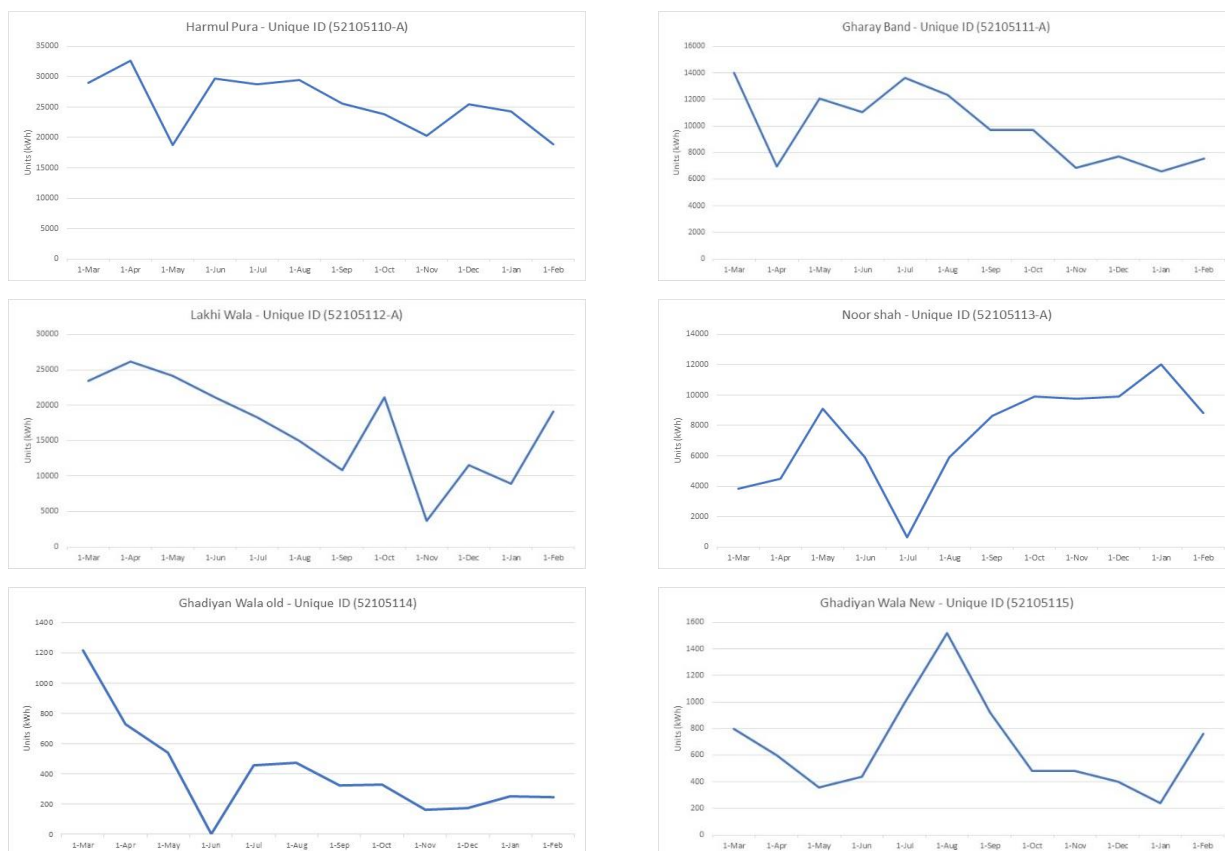 Harmul Pura - Unique ID (52105110-A)
35000
30000
25000
20000
15000
10000
5000
0
Units (kWh)
1-Mar 1-Apr 1-May 1-Jun 1-Jul 1-Aug 1-Sep 1-Oct 1-Nov 1-Dec 1-Jan 1-Feb
Gharay Band - Unique ID (52105111-A)
16000
14000
12000
10000
8000
6000
4000
2000
0
Units (kWh)
1-Mar 1-Apr 1-May 1-Jun 1-Jul 1-Aug 1-Sep 1-Oct 1-Nov 1-Dec 1-Jan 1-Feb
Lakhi Wala - Unique ID (52105112-A)
30000
25000
20000
15000
10000
5000
0
Units (kWh)
1-Mar 1-Apr 1-May 1-Jun 1-Jul 1-Aug 1-Sep 1-Oct 1-Nov 1-Dec 1-Jan 1-Feb
Noor shah - Unique ID (52105113-A)
14000
12000
10000
8000
6000
4000
2000
0
Units (kWh)
1-Mar 1-Apr 1-May 1-Jun 1-Jul 1-Aug 1-Sep 1-Oct 1-Nov 1-Dec 1-Jan 1-Feb
Ghadiyan Wala old - Unique ID (52105114)
1400
1200
1000
800
600
400
200
0
Units (kWh)
1-Mar 1-Apr 1-May 1-Jun 1-Jul 1-Aug 1-Sep 1-Oct 1-Nov 1-Dec 1-Jan 1-Feb
Ghadiyan Wala New - Unique ID (52105115)
1600
1400
1200
1000
800
600
400
200
0
Units (kWh)
1-Mar 1-Apr 1-May 1-Jun 1-Jul 1-Aug 1-Sep 1-Oct 1-Nov 1-Dec 1-Jan 1-Feb